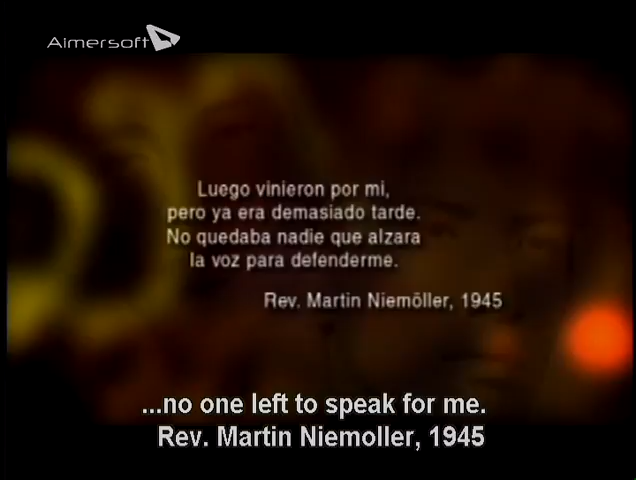 Aimersoft
Luego vinieron por mi,
pero ya era demasiado tarde.
No quedaba nadie que alzara
la voz para defenderme.
Rev. Martin Niemöller, 1945
...no one left to speak for me.
Rev. Martin Niemoller, 1945